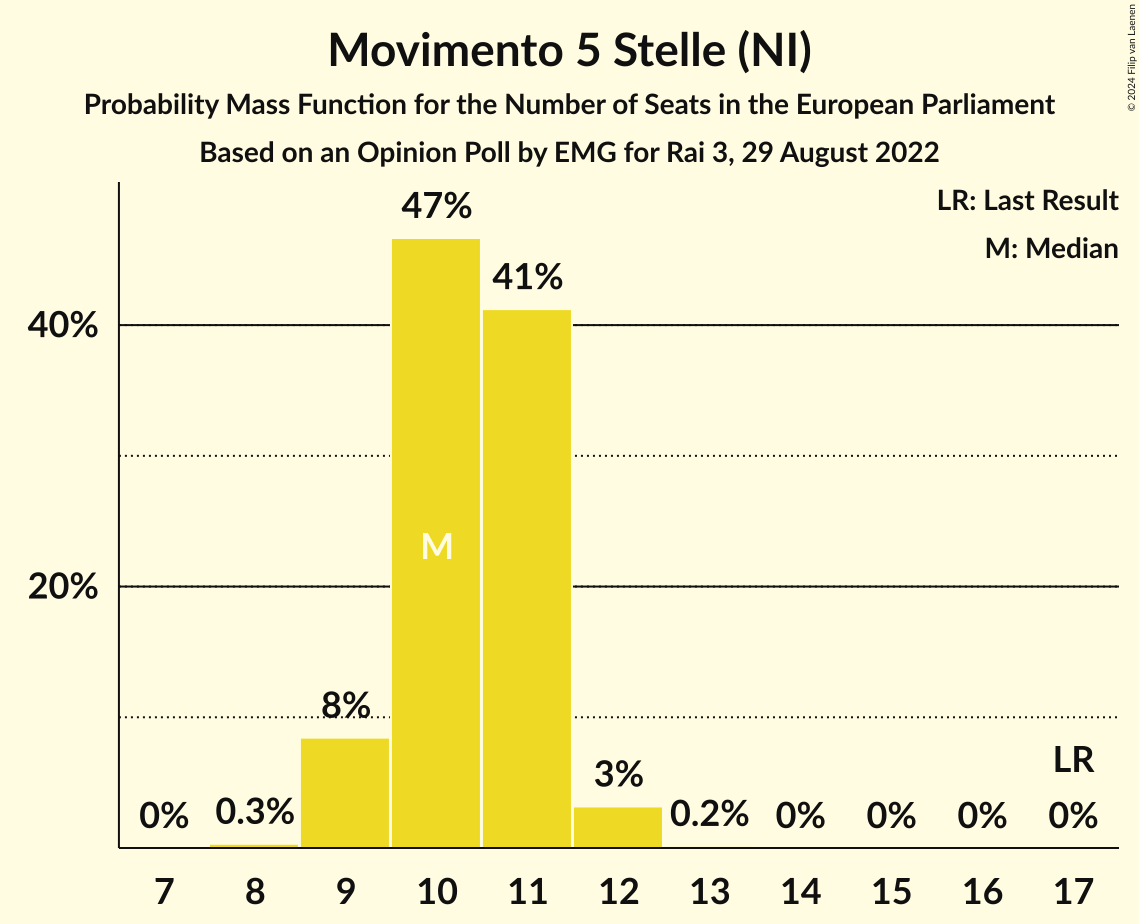 Movimento 5 Stelle (NI)
Probability Mass Function for the Number of Seats in the European Parliament
Based on an Opinion Poll by EMG for Rai 3, 29 August 2022
© 2024 Filip van Laenen
LR: Last Result
M: Median
40%
20%
0%
0.3%
8%
47%
M
41%
3%
0.2%
0%
0%
0%
LR
0%
7 8 9 10 11 12 13 14 15 16 17